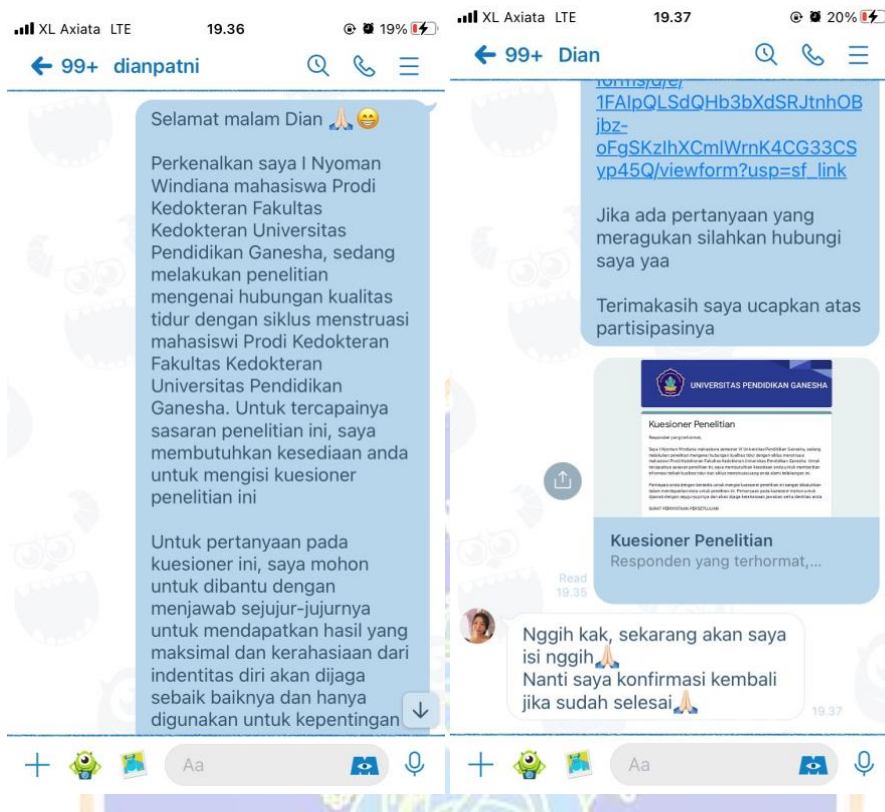 XL Axiata LTE 19.36 19%
99+ dianpatni
Selamat malam Dian 🙏🏻😁
Perkenalkan saya I Nyoman
Windiana mahasiswa Prodi
Kedokteran Fakultas
Kedokteran Universitas
Pendidikan Ganesha, sedang
melakukan penelitian
mengenai hubungan kualitas
tidur dengan siklus menstruasi
mahasiswi Prodi Kedokteran
Fakultas Kedokteran
Universitas Pendidikan
Ganesha. Untuk tercapainya
sasaran penelitian ini, saya
membutuhkan kesediaan anda
untuk mengisi kuesioner
penelitian ini
Untuk pertanyaan pada
kuesioner ini, saya mohon
untuk dibantu dengan
menjawab sejujur-jujurnya
untuk mendapatkan hasil yang
maksimal dan kerahasiaan dari
indentitas diri akan dijaga
sebaik baiknya dan hanya
digunakan untuk kepentingan
Aa
XL Axiata LTE 19.37 20%
99+ Dian
forms/d/e/
1FAIpQLSdQHb3bXdSRJtnhOB
jbz-
oFgSKzIhXCmlWrnK4CG33CS
yp45Q/viewform?usp=sf_link
Jika ada pertanyaan yang
meragukan silahkan hubungi
saya yaa
Terimakasih saya ucapkan atas
partisipasinya
UNIVERSITAS PENDIDIKAN GANESHA
Kuesioner Penelitian
Responden yang terhormat,
SURAT PERNYATAAN PERSETUJUAN
Kuesioner Penelitian
Responden yang terhormat,...
Read
19.35
Nggih kak, sekarang akan saya
isi nggih🙏🏻
Nanti saya konfirmasi kembali
jika sudah selesai🙏🏻
19.37
Aa